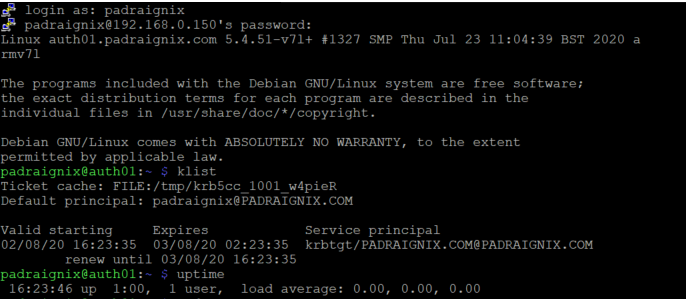 login as: padraignix
padraignix@192.168.0.150's password:
Linux auth01.padraignix.com 5.4.51-v7l+ #1327 SMP Thu Jul 23 11:04:39 BST 2020 a
rmv7l
The programs included with the Debian GNU/Linux system are free software;
the exact distribution terms for each program are described in the
individual files in /usr/share/doc/*/copyright.
Debian GNU/Linux comes with ABSOLUTELY NO WARRANTY, to the extent
permitted by applicable law.
padraignix@auth01:~ $ klist
Ticket cache: FILE:/tmp/krb5cc_1001_w4pieR
Default principal: padraignix@PADRAIGNIX.COM
Valid starting Expires Service principal
02/08/20 16:23:35 03/08/20 02:23:35 krbtgt/PADRAIGNIX.COM@PADRAIGNIX.COM
renew until 03/08/20 16:23:35
padraignix@auth01:~ $ uptime
16:23:46 up 1:00, 1 user, load average: 0.00, 0.00, 0.00